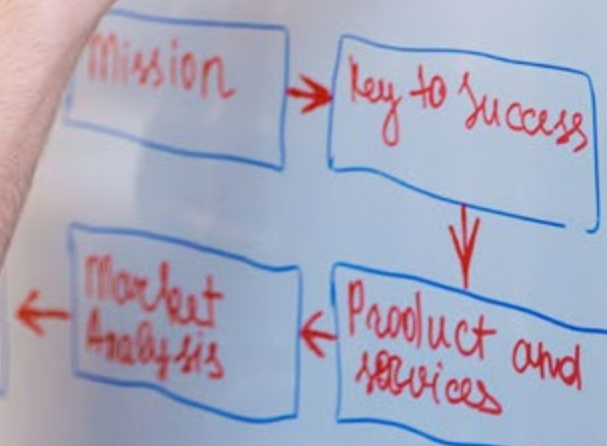 Mission
Key to Success
Product and
services
Market
Analysis